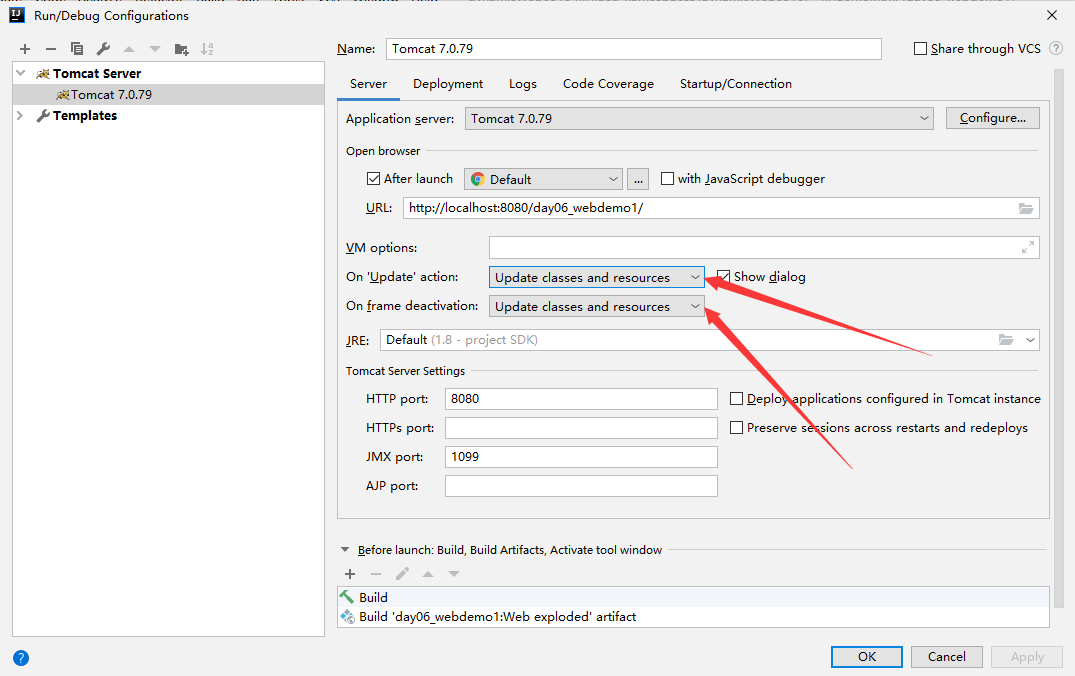 Run/Debug Configurations
Name: Tomcat 7.0.79 Share through VCS ?
Tomcat Server
Tomcat 7.0.79
Templates
Server Deployment Logs Code Coverage Startup/Connection
Application server: Tomcat 7.0.79 Configure...
Open browser
After launch Default ... with JavaScript debugger
URL: http://localhost:8080/day06_webdemo1/
VM options:
On 'Update' action: Update classes and resources Show dialog
On frame deactivation: Update classes and resources
JRE: Default (1.8 - project SDK)
Tomcat Server Settings
HTTP port: 8080 Deploy applications configured in Tomcat instance
HTTPs port: Preserve sessions across restarts and redeploys
JMX port: 1099
AJP port:
Before launch: Build, Build Artifacts, Activate tool window
Build
Build 'day06_webdemo1:Web exploded' artifact
? OK Cancel Apply